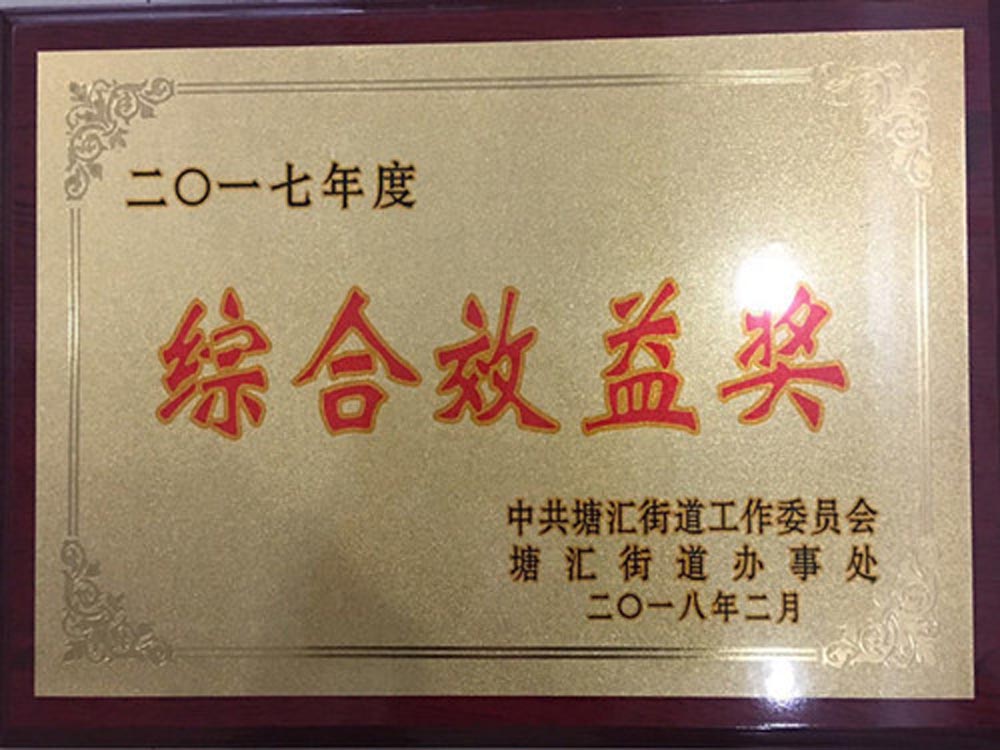 二〇一七年度
综合效益奖
中共塘汇街道工作委员会
塘汇街道办事处
二〇一八年二月